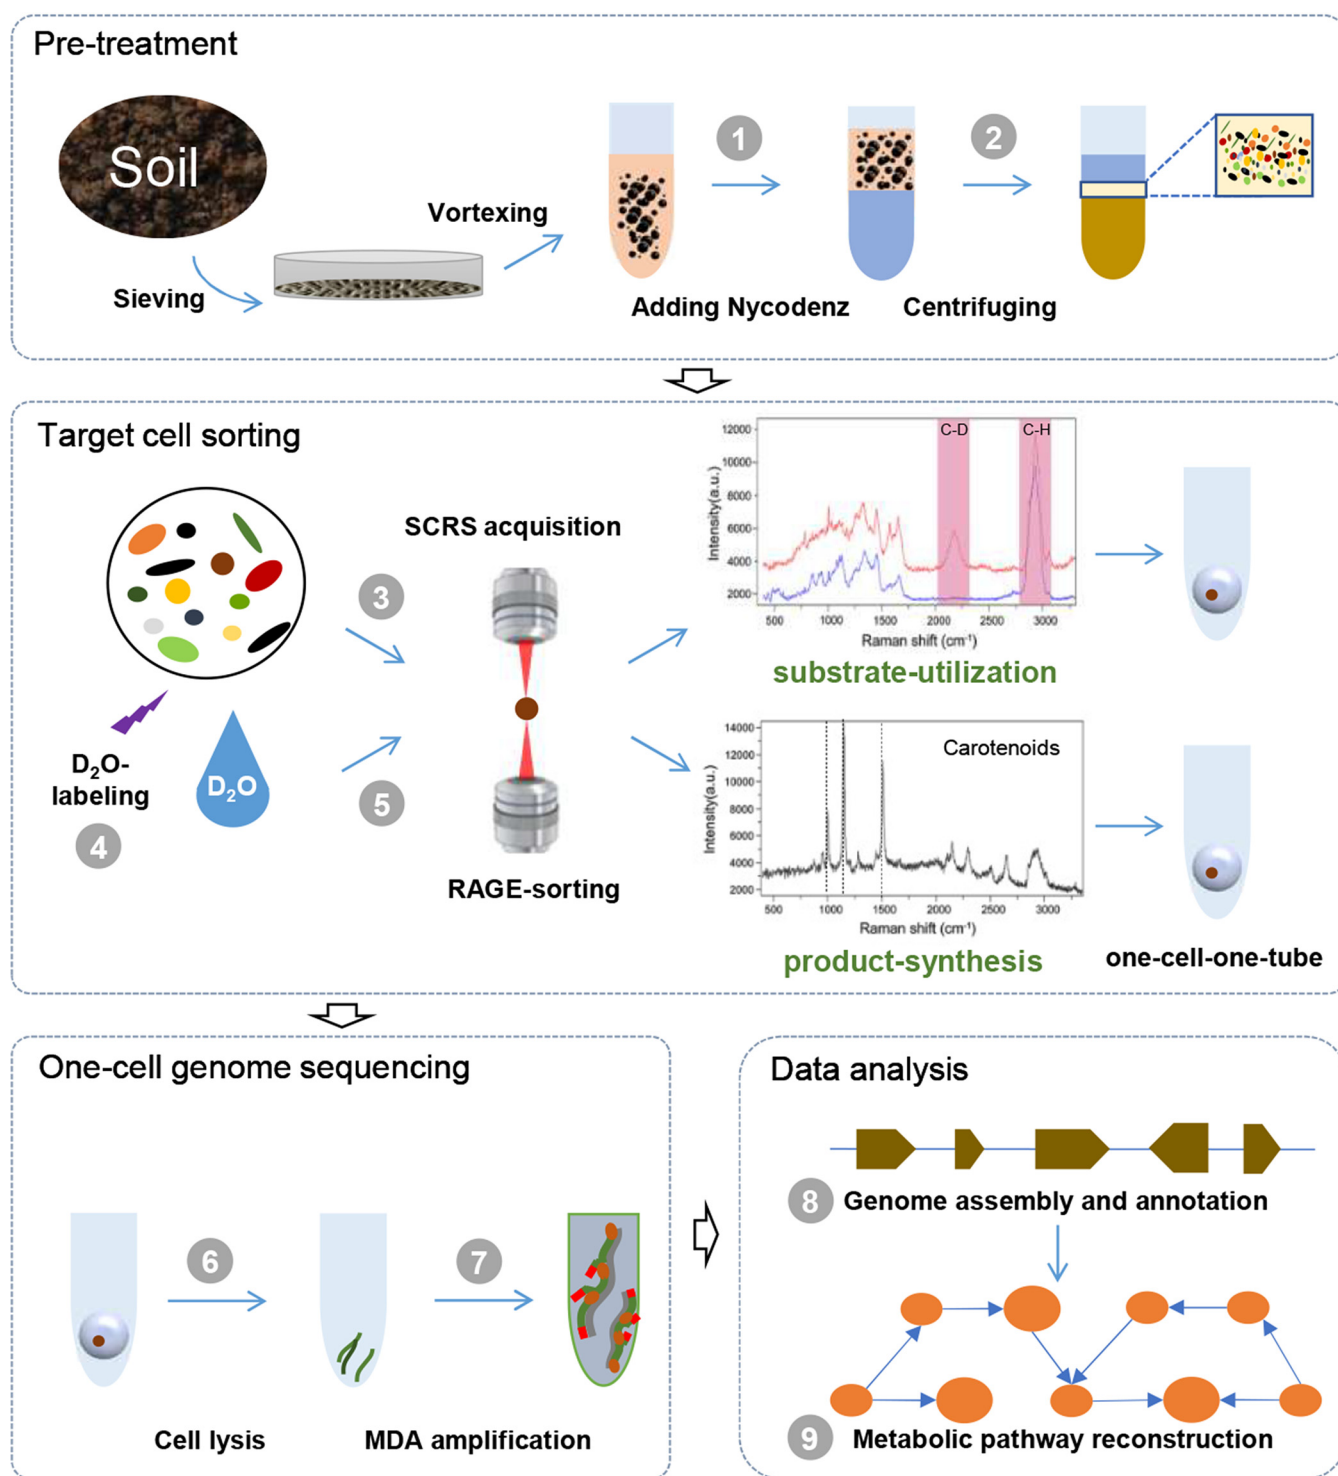 Pre-treatment
Soil
Sieving
Vortexing
1
Adding Nycodenz
2
Centrifuging
Target cell sorting
D₂O-
labeling
4
D₂O
3
5
SCRS acquisition
RAGE-sorting
12000
10000
8000
6000
4000
2000
Intensity(a.u.)
C-D
C-H
500
1000
1500
2000
2500
3000
Raman shift (cm⁻¹)
substrate-utilization
14000
12000
10000
8000
6000
4000
2000
Intensity(a.u.)
Carotenoids
500
1000
1500
2000
2500
3000
Raman shift (cm⁻¹)
product-synthesis
one-cell-one-tube
One-cell genome sequencing
6
Cell lysis
7
MDA amplification
Data analysis
8 Genome assembly and annotation
9 Metabolic pathway reconstruction